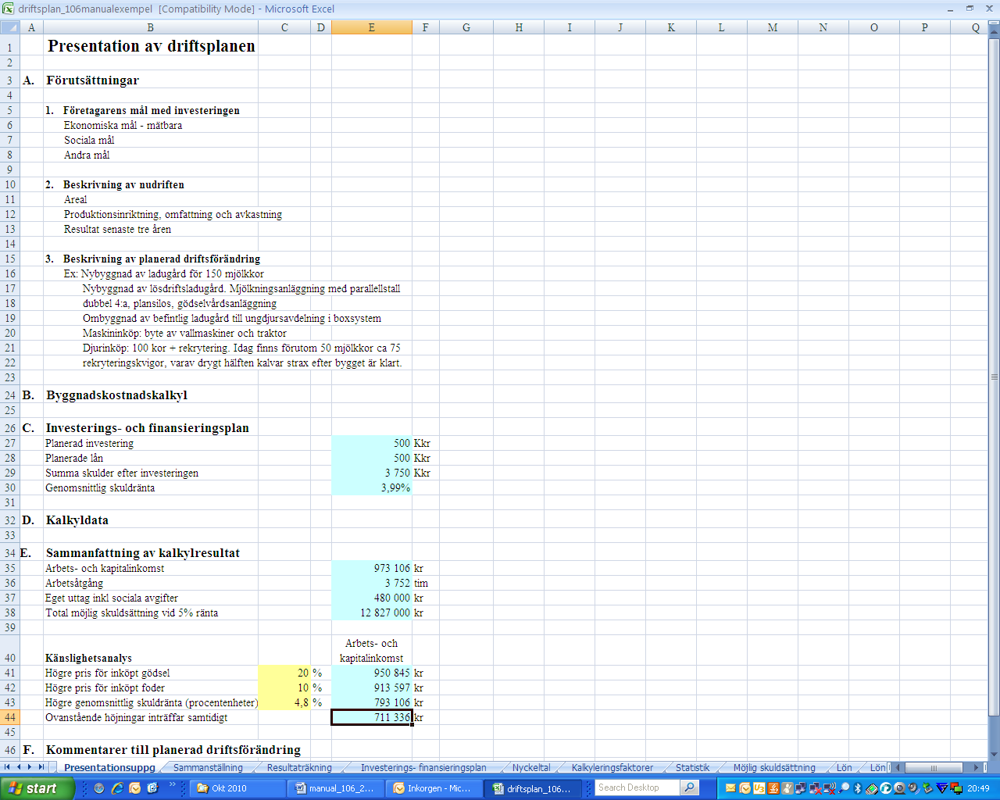 driftsplan_106manualexempel [Compatibility Mode] - Microsoft Excel
A B C D E F G H I J K L M N O P Q
1 Presentation av driftsplanen
2
3 A. Förutsättningar
4
5 1. Företagarens mål med investeringen
6 Ekonomiska mål - mätbara
7 Sociala mål
8 Andra mål
9
10 2. Beskrivning av nudriften
11 Areal
12 Produktionsinriktning, omfattning och avkastning
13 Resultat senaste tre åren
14
15 3. Beskrivning av planerad driftsförändring
16 Ex: Nybyggnad av ladugård för 150 mjölkkor
17 Nybyggnad av lösdriftsladugård. Mjölkningsanläggning med parallellstall
18 dubbel 4:a, plansilos, gödselvårdsanläggning
19 Ombyggnad av befintlig ladugård till ungdjursavdelning i boxsystem
20 Maskininköp: byte av vallmaskiner och traktor
21 Djurinköp: 100 kor + rekrytering. Idag finns förutom 50 mjölkkor ca 75
22 rekryteringskvigor, varav drygt hälften kalvar strax efter bygget är klart.
23
24 B. Byggnadskostnadskalkyl
25
26 C. Investerings- och finansieringsplan
27 Planerad investering 500 Kkr
28 Planerade lån 500 Kkr
29 Summa skulder efter investeringen 3 750 Kkr
30 Genomsnittlig skuldränta 3,99%
31
32 D. Kalkyldata
33
34 E. Sammanfattning av kalkylresultat
35 Arbets- och kapitalinkomst 973 106 kr
36 Arbetsåtgång 3 752 tim
37 Eget uttag inkl sociala avgifter 480 000 kr
38 Total möjlig skuldsättning vid 5% ränta 12 827 000 kr
39
Arbets- och
40 Känslighetsanalys kapitalinkomst
41 Högre pris för inköpt gödsel 20 % 950 845 kr
42 Högre pris för inköpt foder 10 % 913 597 kr
43 Högre genomsnittlig skuldränta (procentenheter) 4,8 % 793 106 kr
44 Ovanstående höjningar inträffar samtidigt 711 336 kr
45
46 F. Kommentarer till planerad driftsförändring
Presentationsuppg Sammanställning Resultaträkning Investerings- finansieringsplan Nyckeltal Kalkyleringsfaktorer Statistik Möjlig skuldsättning Lön Lön
start Okt 2010 manual_106_2... Inkorgen - Mic... driftsplan_106... Search Desktop 20:49